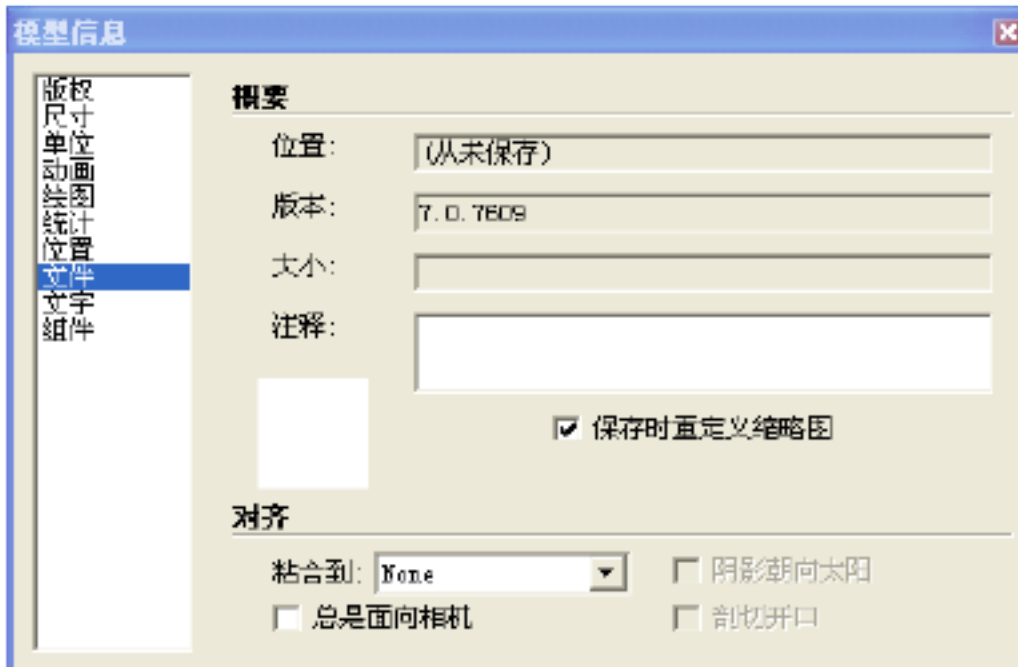 模型信息
版权
尺寸
单位
动画
绘图
统计
位置
文件
文字
组件
概要
位置: (从未保存)
版本: 7.0.7609
大小:
注释:
保存时重定义缩略图
对齐
粘合到: None
阴影朝向太阳
总是面向相机
剖切开口